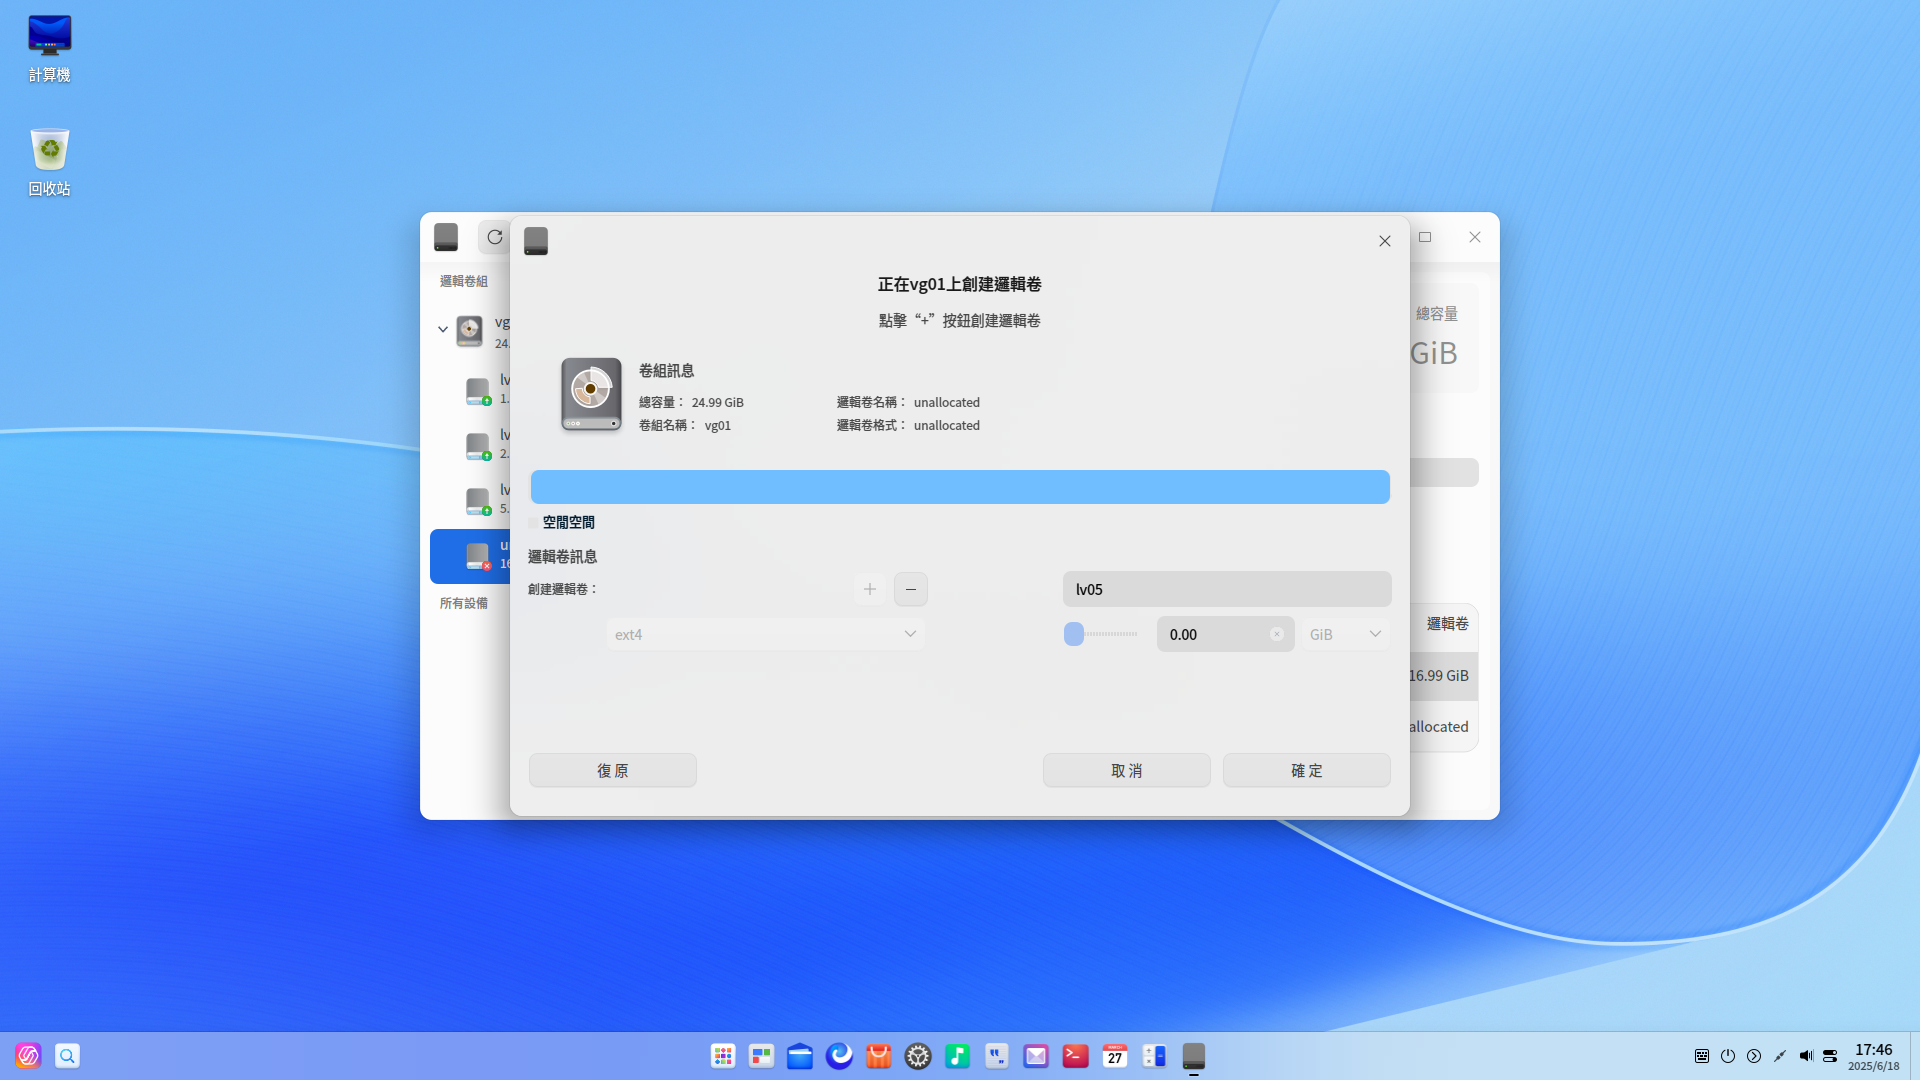 計算機
回收站
邏輯卷組
vg
24.
lv
1.
lv
2.
lv
5.
16
所有設備
總容量
GiB
邏輯卷
16.99 GiB
allocated
正在vg01上創建邏輯卷
點擊“+”按鈕創建邏輯卷
卷組訊息
總容量： 24.99 GiB
邏輯卷名稱： unallocated
卷組名稱： vg01
邏輯卷格式： unallocated
空閒空間
邏輯卷訊息
創建邏輯卷：
lv05
ext4
0.00
GiB
復原
取消
確定
MARCH
27
17:46
2025/6/18